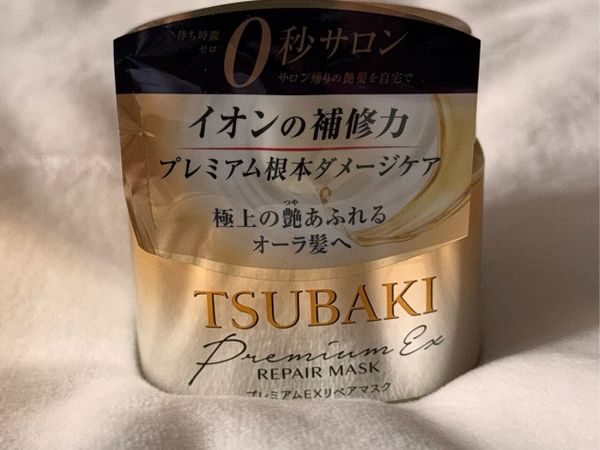 待ち時間
ゼロ
0秒サロン
サロン帰りの艶髪を自宅で
イオンの補修力
プレミアム根本ダメージケア
つや
極上の艶あふれる
オーラ髪へ
TSUBAKI
Premium Ex
REPAIR MASK
プレミアムEXリペアマスク